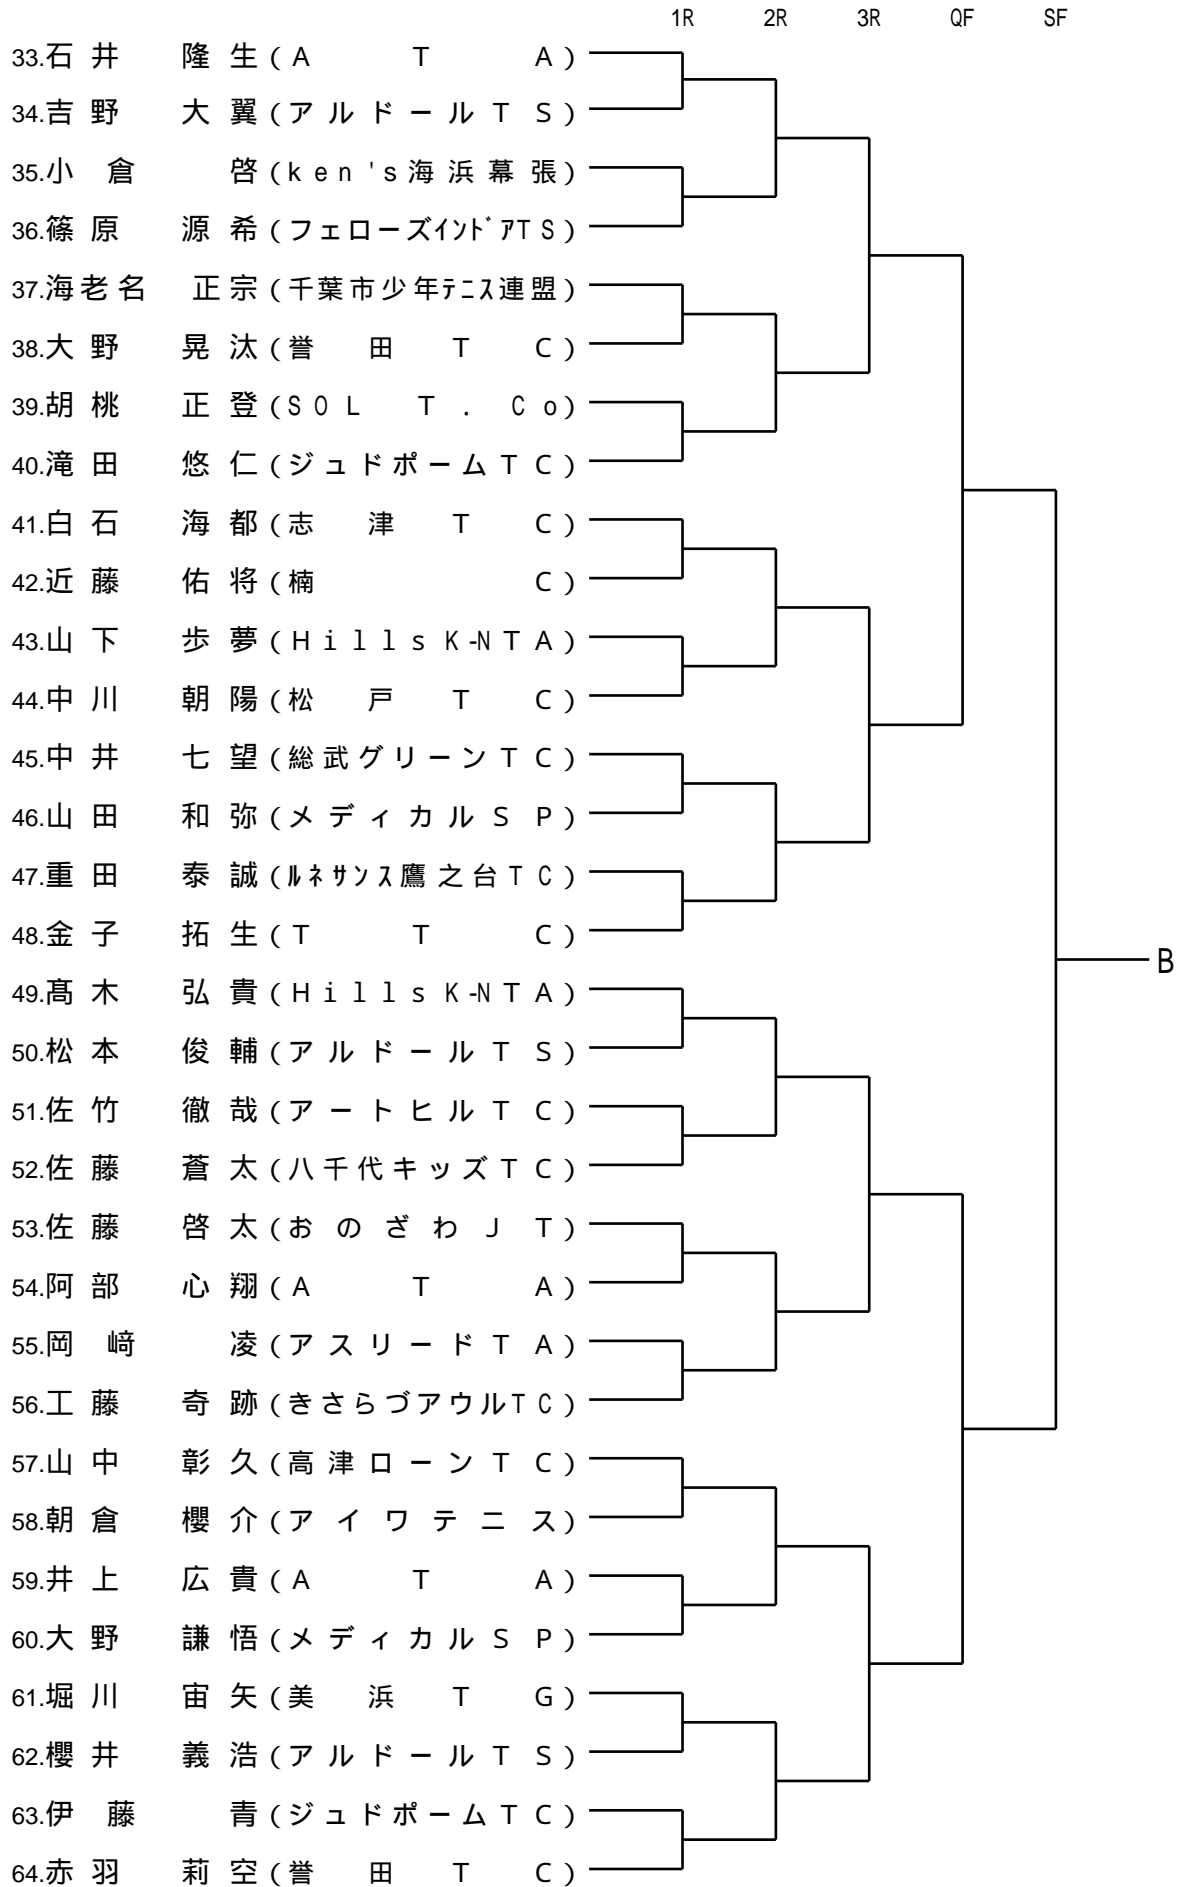 1R 2R 3R QF SF
33.石井 隆生(A T A)
34.吉野 大翼(アルドールTS)
35.小倉 啓(ken's海浜幕張)
36.篠原 源希(フェローズｲﾝﾄﾞｱTS)
37.海老名 正宗(千葉市少年ﾃﾆｽ連盟)
38.大野 晃汰(誉田TC)
39.胡桃 正登(SOL T.Co)
40.滝田 悠仁(ジュドポームTC)
41.白石 海都(志津TC)
42.近藤 佑将(楠 C)
43.山下 歩夢(Hills K-NTA)
44.中川 朝陽(松戸TC)
45.中井 七望(総武グリーンTC)
46.山田 和弥(メディカルSP)
47.重田 泰誠(ﾙﾈｻﾝｽ鷹之台TC)
48.金子 拓生(T T C)
B
49.髙木 弘貴(Hills K-NTA)
50.松本 俊輔(アルドールTS)
51.佐竹 徹哉(アートヒルTC)
52.佐藤 蒼太(八千代キッズTC)
53.佐藤 啓太(おのざわJT)
54.阿部 心翔(A T A)
55.岡﨑 凌(アスリードTA)
56.工藤 奇跡(きさらづアウルTC)
57.山中 彰久(高津ローンTC)
58.朝倉 櫻介(アイワテニス)
59.井上 広貴(A T A)
60.大野 謙悟(メディカルSP)
61.堀川 宙矢(美浜TG)
62.櫻井 義浩(アルドールTS)
63.伊藤 青(ジュドポームTC)
64.赤羽 莉空(誉田TC)